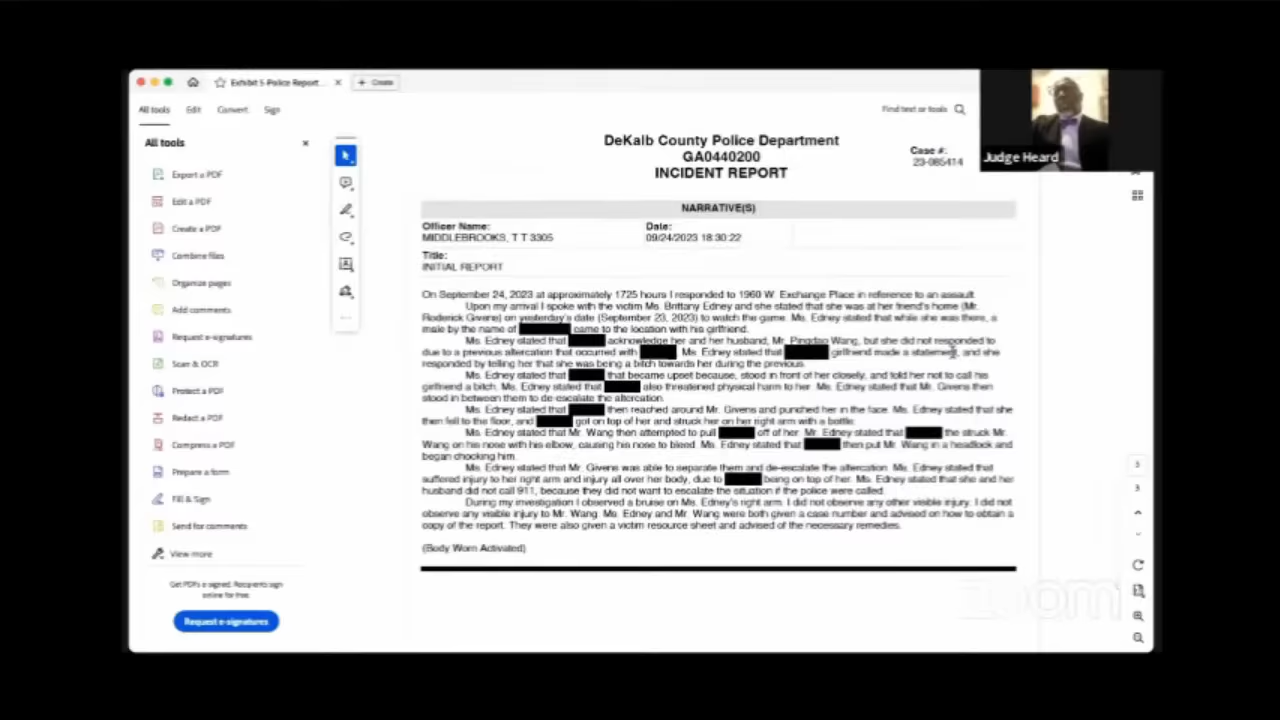 Exhibit 5-Police Report...
Create
All tools
Edit
Convert
Sign
Find text or tools
Judge Heard
All tools
Export a PDF
Edit a PDF
Create a PDF
Combine files
Organize pages
Add comments
Request e-signatures
Scan & OCR
Protect a PDF
Redact a PDF
Compress a PDF
Prepare a form
Fill & Sign
Send for comments
View more
Get PDFs e-signed. Recipients sign
online for free.
Request e-signatures
DeKalb County Police Department
GA0440200
INCIDENT REPORT
Case #:
23-085414
NARRATIVE(S)
Officer Name:
MIDDLEBROOKS, T T 3305
Date:
09/24/2023 18:30:22
Title:
INITIAL REPORT
On September 24, 2023 at approximately 1725 hours I responded to 1960 W Exchange Place in reference to an assault.
Upon my arrival I spoke with the victim Ms. Brittany Edney and she stated that she was at her friend's home (Mr.
Roderick Givens) on yesterday's date (September 23, 2023) to watch the game. Ms. Edney stated that while she was there, a
male by the name of came to the location with his girlfriend.
Ms. Edney stated that acknowledge her and her husband, Mr. Pingdao Wang, but she did not responded to
due to a previous altercation that occurred with . Ms. Edney stated that girlfriend made a statement, and she
responded by telling her that she was being a bitch towards her during the previous.
Ms. Edney stated that that became upset because, stood in front of her closely, and told her not to call his
girlfriend a bitch. Ms. Edney stated that also threatened physical harm to her. Ms. Edney stated that Mr. Givens then
stood in between them to de-escalate the altercation.
Ms. Edney stated that then reached around Mr. Givens and punched her in the face. Ms. Edney stated that she
then fell to the floor, and got on top of her and struck her on her right arm with a bottle.
Ms. Edney stated that Mr. Wang then attempted to pull off of her. Mr. Edney stated that the struck Mr.
Wang on his nose with his elbow, causing his nose to bleed. Ms. Edney stated that then put Mr. Wang in a headlock and
began chocking him.
Ms. Edney stated that Mr. Givens was able to separate them and de-escalate the altercation. Ms. Edney stated that
suffered injury to her right arm and injury all over her body, due to being on top of her. Ms. Edney stated that she and her
husband did not call 911, because they did not want to escalate the situation if the police were called.
During my investigation I observed a bruise on Ms. Edney's right arm. I did not observe any other visible injury. I did not
observe any visible injury to Mr. Wang. Ms. Edney and Mr. Wang were both given a case number and advised on how to obtain a
copy of the report. They were also given a victim resource sheet and advised of the necessary remedies.
(Body Worn Activated)
3
3
zoom